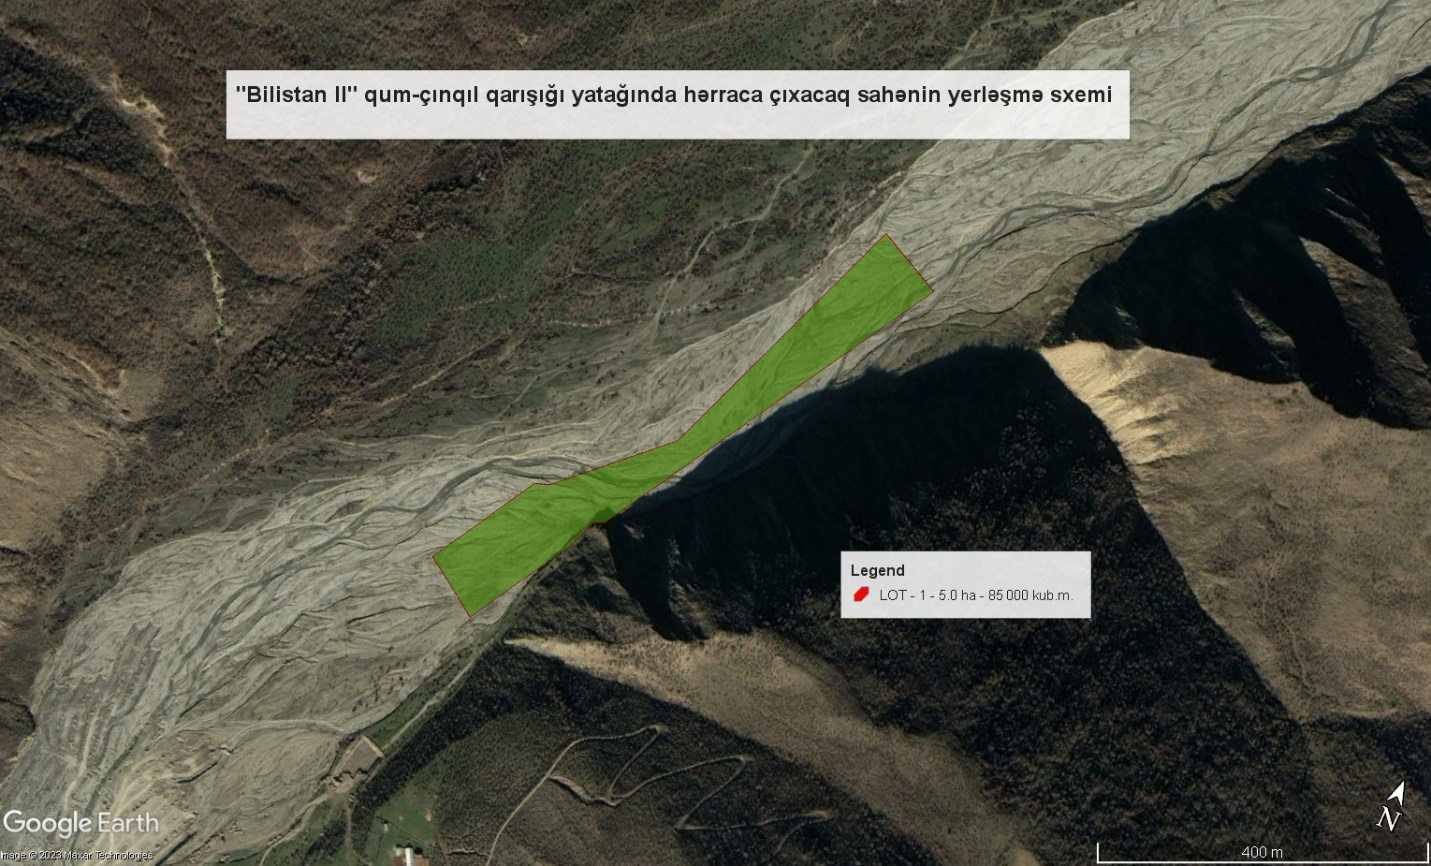 "Bilistan II" qum-çınqıl qarışığı yatağında hərraca çıxacaq sahənin yerləşmə sxemi
Legend
LOT - 1 - 5.0 ha - 85 000 kub.m.
Google Earth
Image © 2023 Maxar Technologies
N
400 m